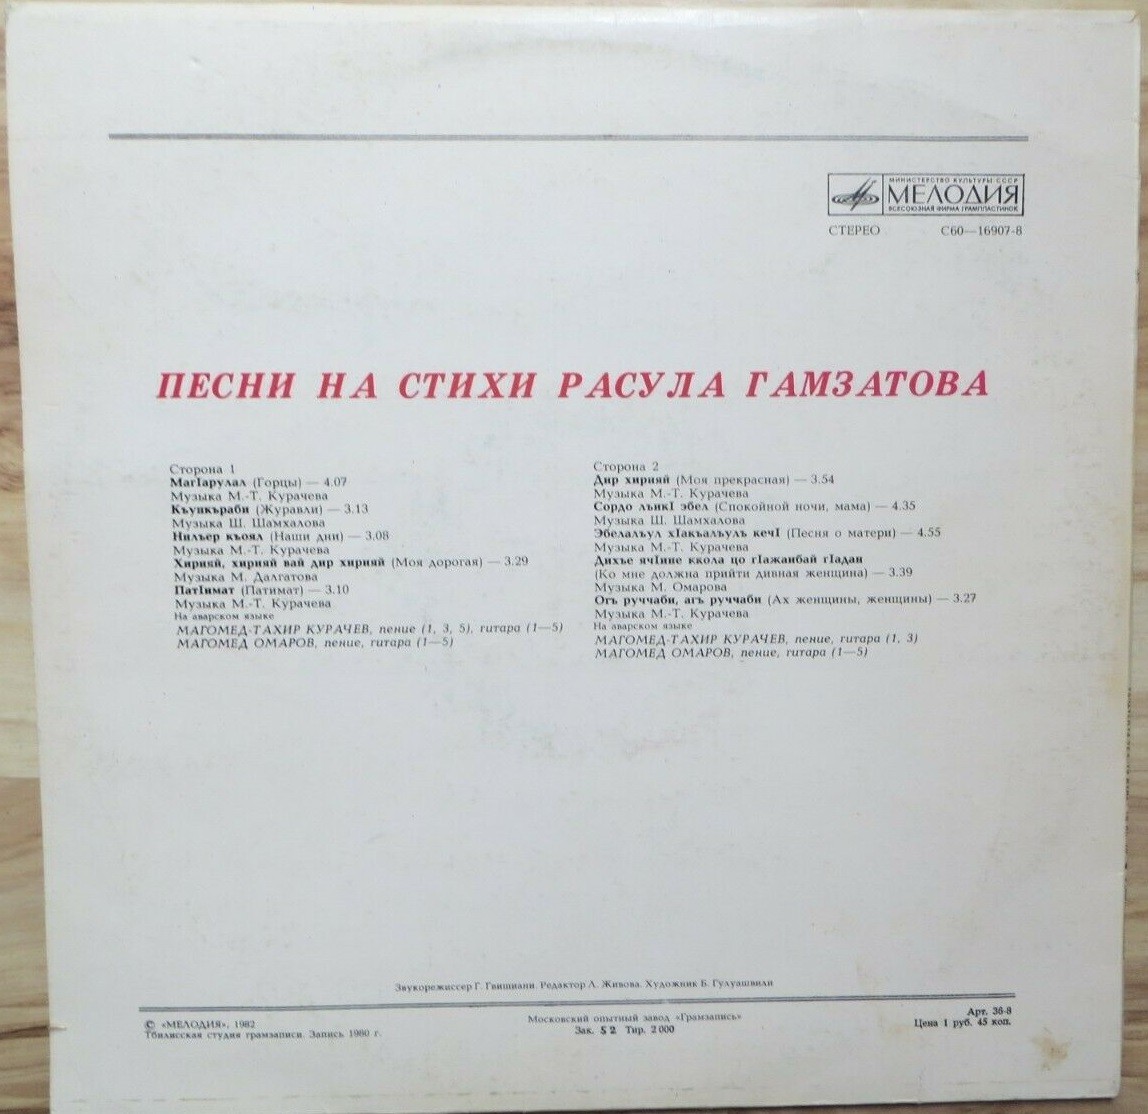 МИНИСТЕРСТВО КУЛЬТУРЫ СССР
МЕЛОДИЯ
ВСЕСОЮЗНАЯ ФИРМА ГРАМПЛАСТИНОК
СТЕРЕО С60—16907-8
ПЕСНИ НА СТИХИ РАСУЛА ГАМЗАТОВА
Сторона 1
МагIарулал (Горцы) — 4.07
Музыка М.-Т. Курачева
Къункъраби (Журавли) — 3.13
Музыка Ш. Шамхалова
Нилъер къоял (Наши дни) — 3.08
Музыка М.-Т. Курачева
Хирияй, хирияй вай дир хирияй (Моя дорогая) — 3.29
Музыка М. Далгатова
ПатIимат (Патимат) — 3.10
Музыка М.-Т. Курачева
На аварском языке
МАГОМЕД-ТАХИР КУРАЧЕВ, пение (1, 3, 5), гитара (1—5)
МАГОМЕД ОМАРОВ, пение, гитара (1—5)
Сторона 2
Дир хирияй (Моя прекрасная) — 3.54
Музыка М.-Т. Курачева
Сордо лъикI эбел (Спокойной ночи, мама) — 4.35
Музыка Ш. Шамхалова
Эбелалъул хIакъалъулъ кечI (Песня о матери) — 4.55
Музыка М.-Т. Курачева
Дихъе ячIине ккола цо гIажаибай гIадан
(Ко мне должна прийти дивная женщина) — 3.39
Музыка М. Омарова
Огь руччаби, агь руччаби (Ах женщины, женщины) — 3.27
Музыка М.-Т. Курачева
На аварском языке
МАГОМЕД-ТАХИР КУРАЧЕВ, пение, гитара (1, 3)
МАГОМЕД ОМАРОВ, пение, гитара (1—5)
Звукорежиссер Г. Гвишиани. Редактор Л. Живова. Художник Б. Гулуашвили
© «МЕЛОДИЯ», 1982
Тбилисская студия грамзаписи. Запись 1980 г.
Московский опытный завод «Грамзапись»
Зак. 52 Тир. 2000
Арт. 36-8
Цена 1 руб. 45 коп.